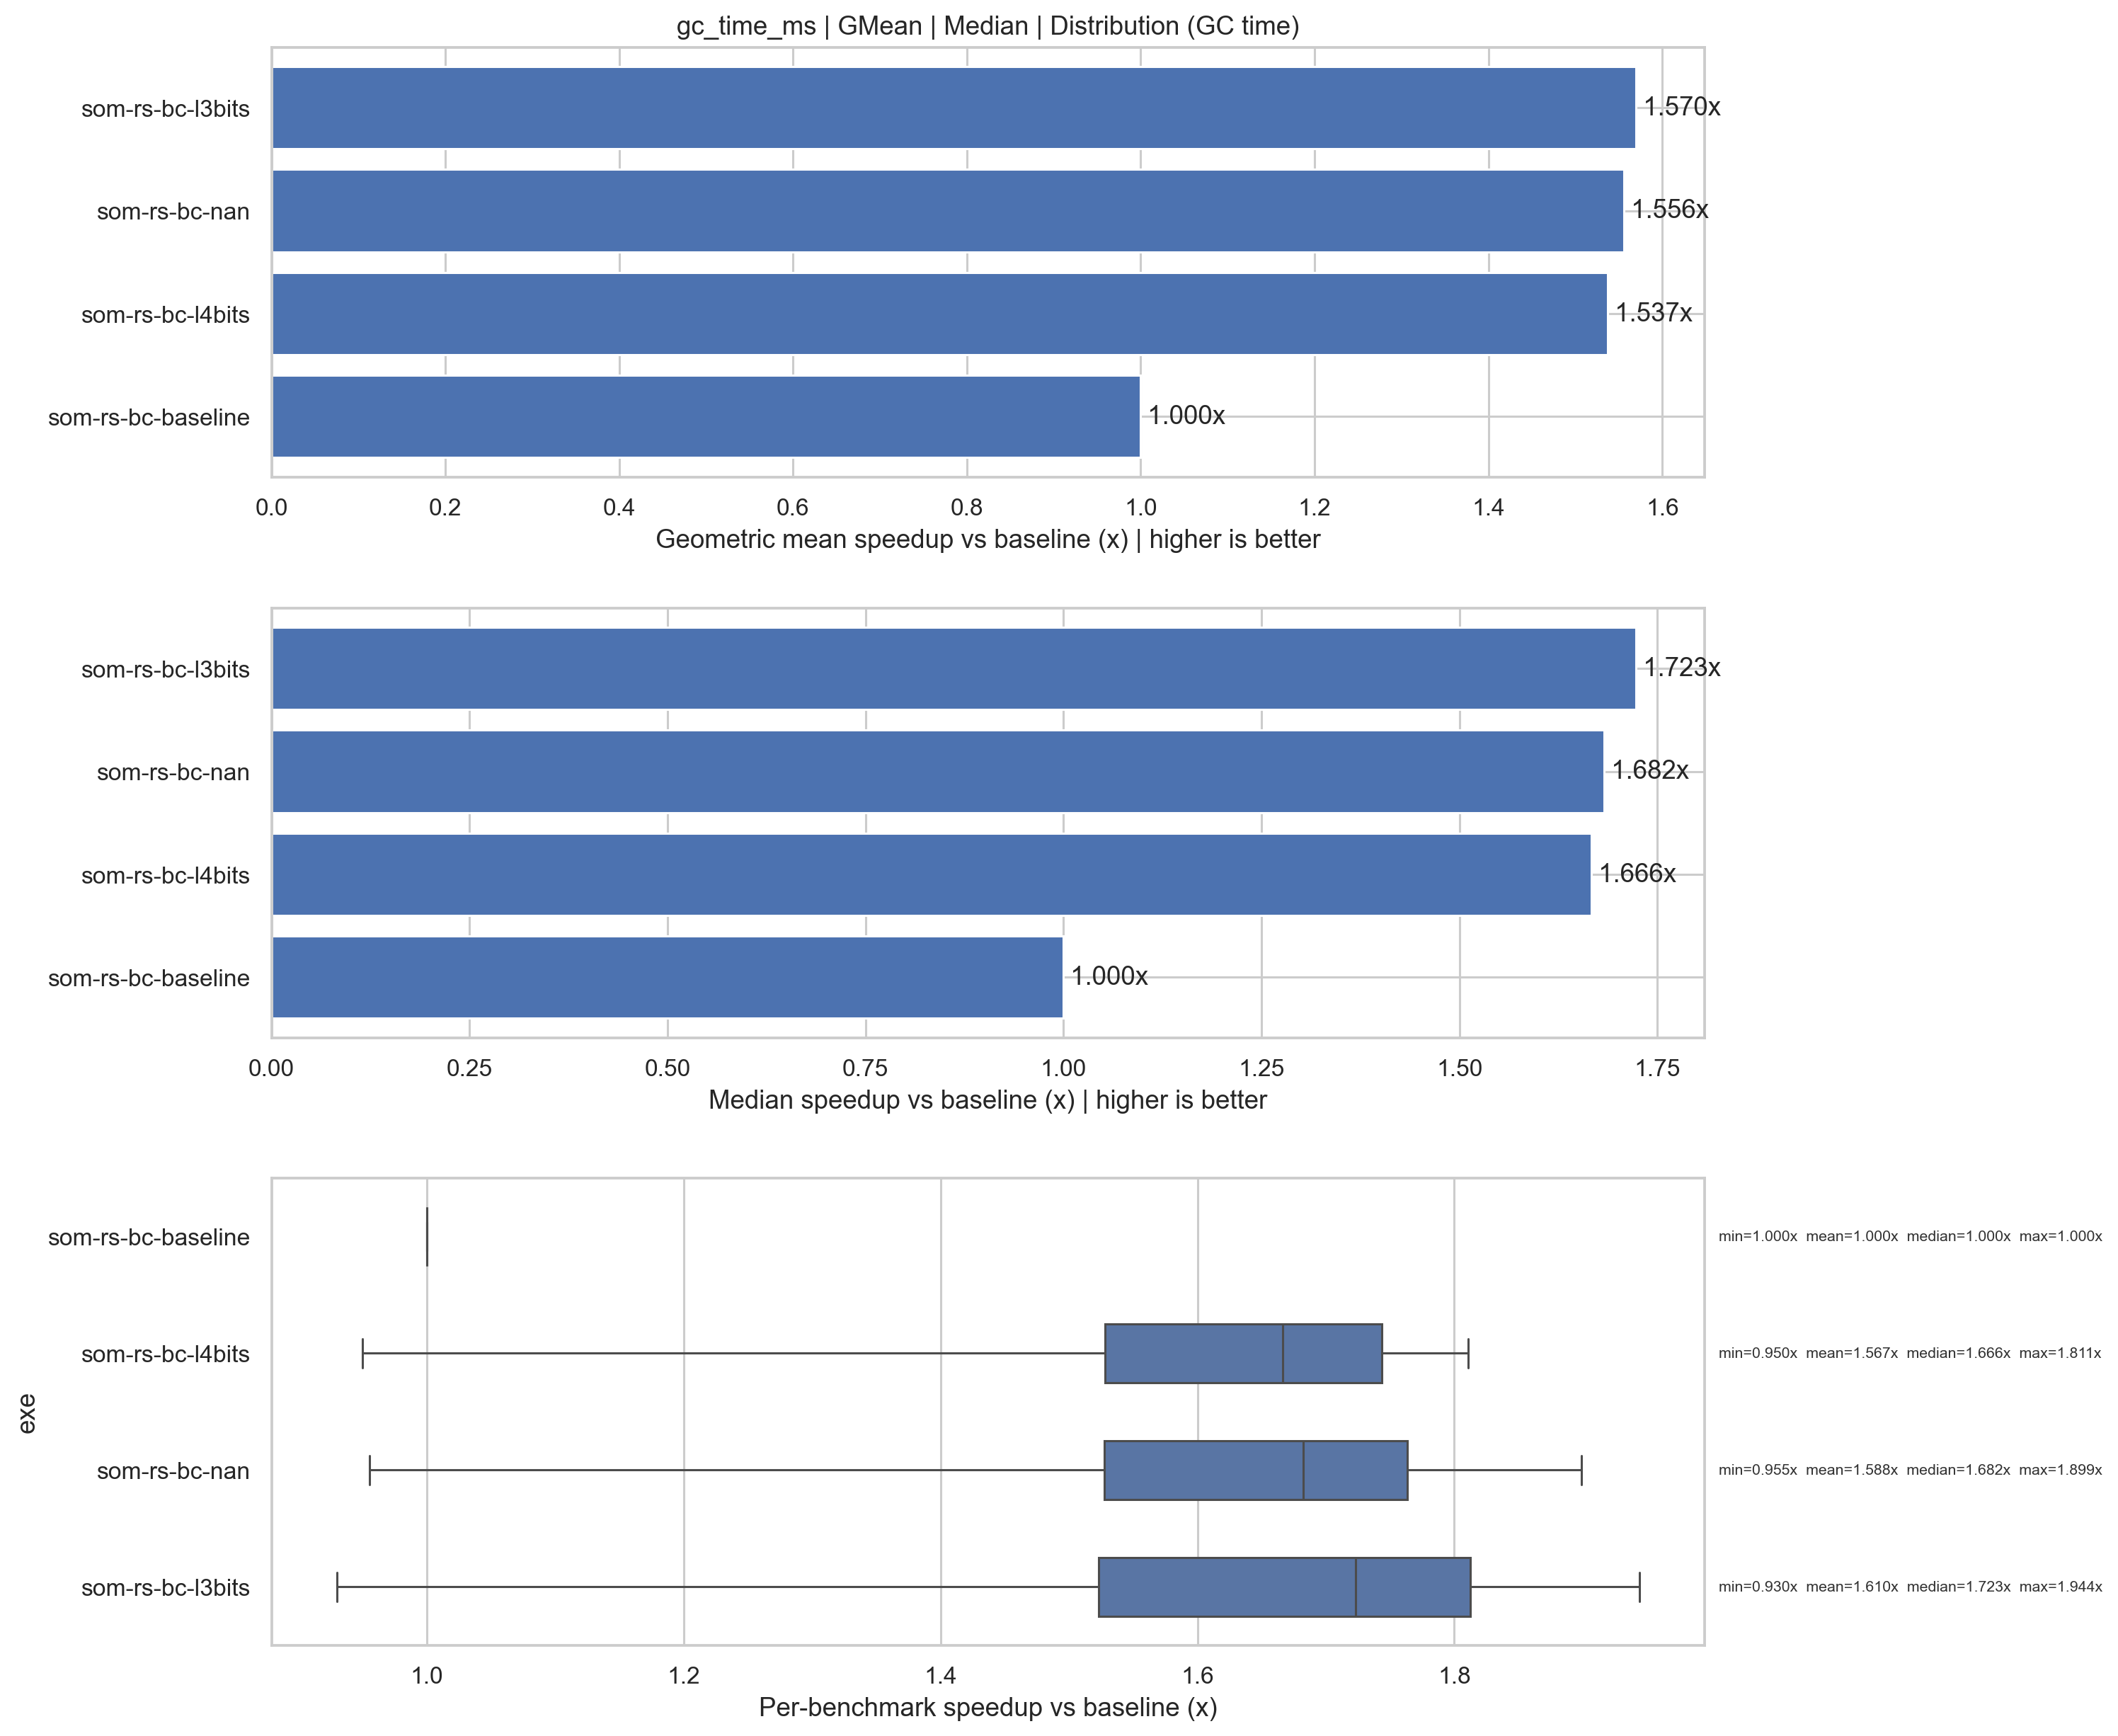 gc_time_ms | GMean | Median | Distribution (GC time)
som-rs-bc-l3bits
1.570x
som-rs-bc-nan
1.556x
som-rs-bc-l4bits
1.537x
som-rs-bc-baseline
1.000x
0.0 0.2 0.4 0.6 0.8 1.0 1.2 1.4 1.6
Geometric mean speedup vs baseline (x) | higher is better
som-rs-bc-l3bits
1.723x
som-rs-bc-nan
1.682x
som-rs-bc-l4bits
1.666x
som-rs-bc-baseline
1.000x
0.00 0.25 0.50 0.75 1.00 1.25 1.50 1.75
Median speedup vs baseline (x) | higher is better
exe
som-rs-bc-baseline
min=1.000x mean=1.000x median=1.000x max=1.000x
som-rs-bc-l4bits
min=0.950x mean=1.567x median=1.666x max=1.811x
som-rs-bc-nan
min=0.955x mean=1.588x median=1.682x max=1.899x
som-rs-bc-l3bits
min=0.930x mean=1.610x median=1.723x max=1.944x
1.0 1.2 1.4 1.6 1.8
Per-benchmark speedup vs baseline (x)